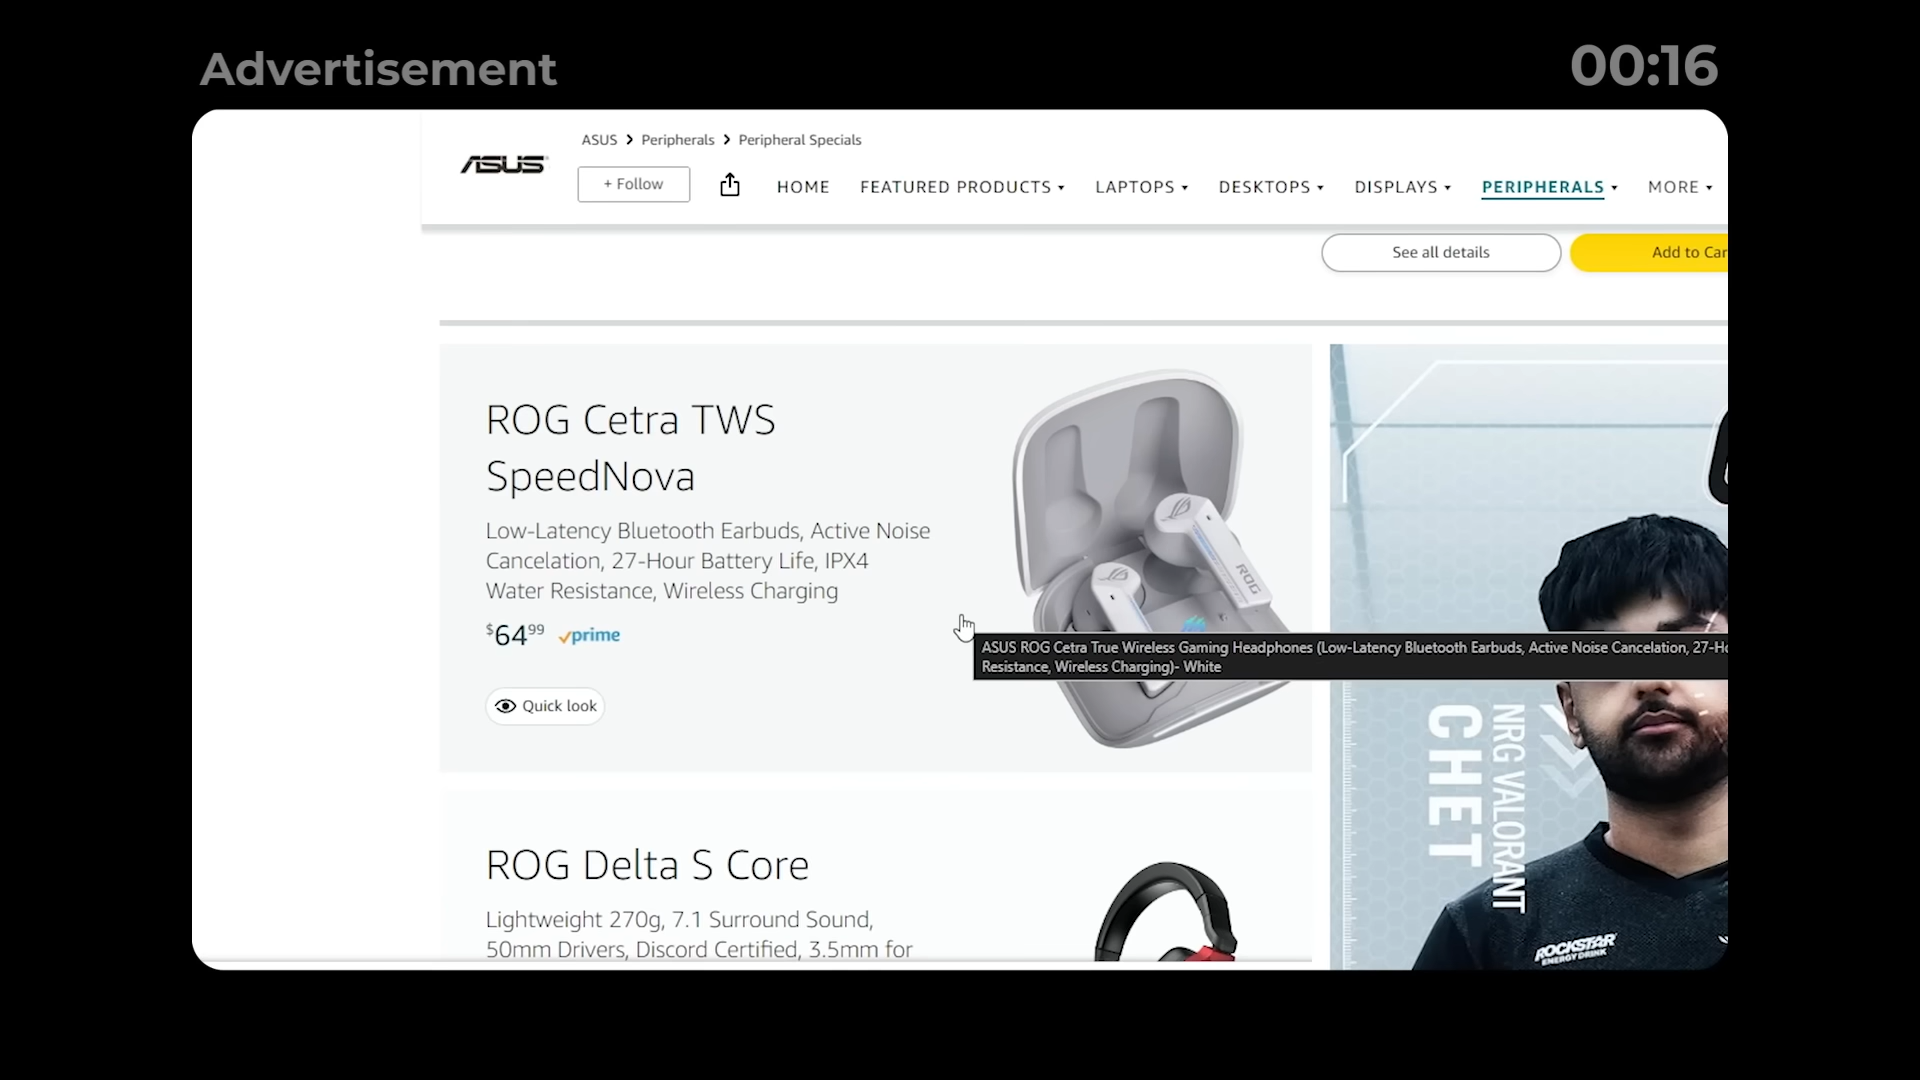 Advertisement
00:16
ASUS > Peripherals > Peripheral Specials
ASUS
+ Follow
HOME
FEATURED PRODUCTS
LAPTOPS
DESKTOPS
DISPLAYS
PERIPHERALS
MORE
See all details
Add to Car
ROG Cetra TWS
SpeedNova
Low-Latency Bluetooth Earbuds, Active Noise
Cancelation, 27-Hour Battery Life, IPX4
Water Resistance, Wireless Charging
$64.99 prime
Quick look
ROG
ASUS ROG Cetra True Wireless Gaming Headphones (Low-Latency Bluetooth Earbuds, Active Noise Cancelation, 27-Ho
Resistance, Wireless Charging)- White
NRG VALORANT
CHET
ROCKSTAR
ENERGY DRINK
ROG Delta S Core
Lightweight 270g, 7.1 Surround Sound,
50mm Drivers, Discord Certified, 3.5mm for